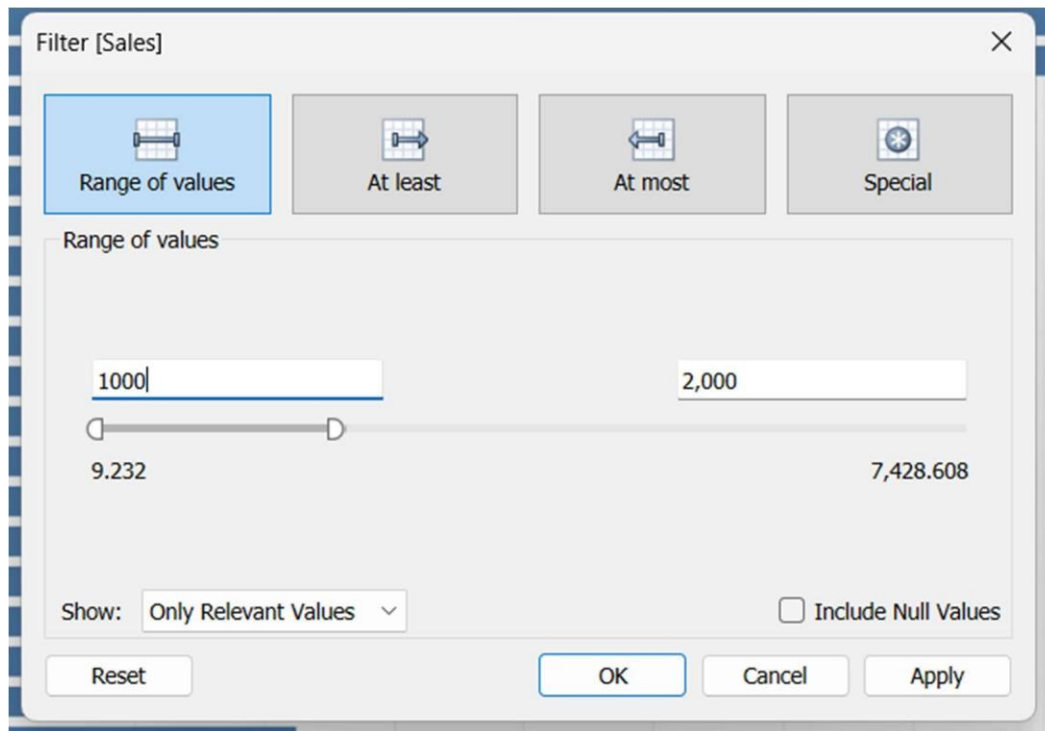 Filter [Sales]
Range of values
At least
At most
Special
Range of values
1000
2,000
9.232
7,428.608
Show:
Only Relevant Values
Include Null Values
Reset
OK
Cancel
Apply